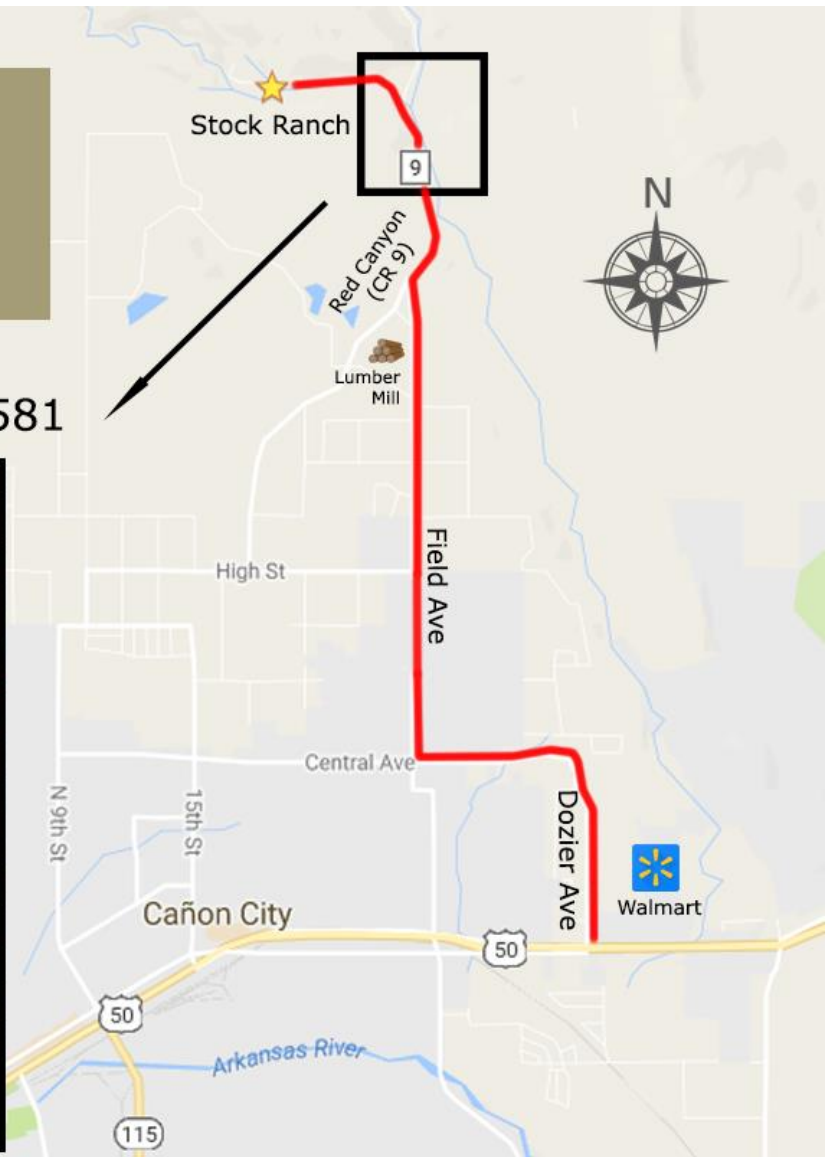 Stock Ranch
9
N
Red Canyon
(CR 9)
Lumber
Mill
581
Field Ave
High St
Central Ave
N 9th St
15th St
Dozier Ave
Walmart
Cañon City
50
50
Arkansas River
115